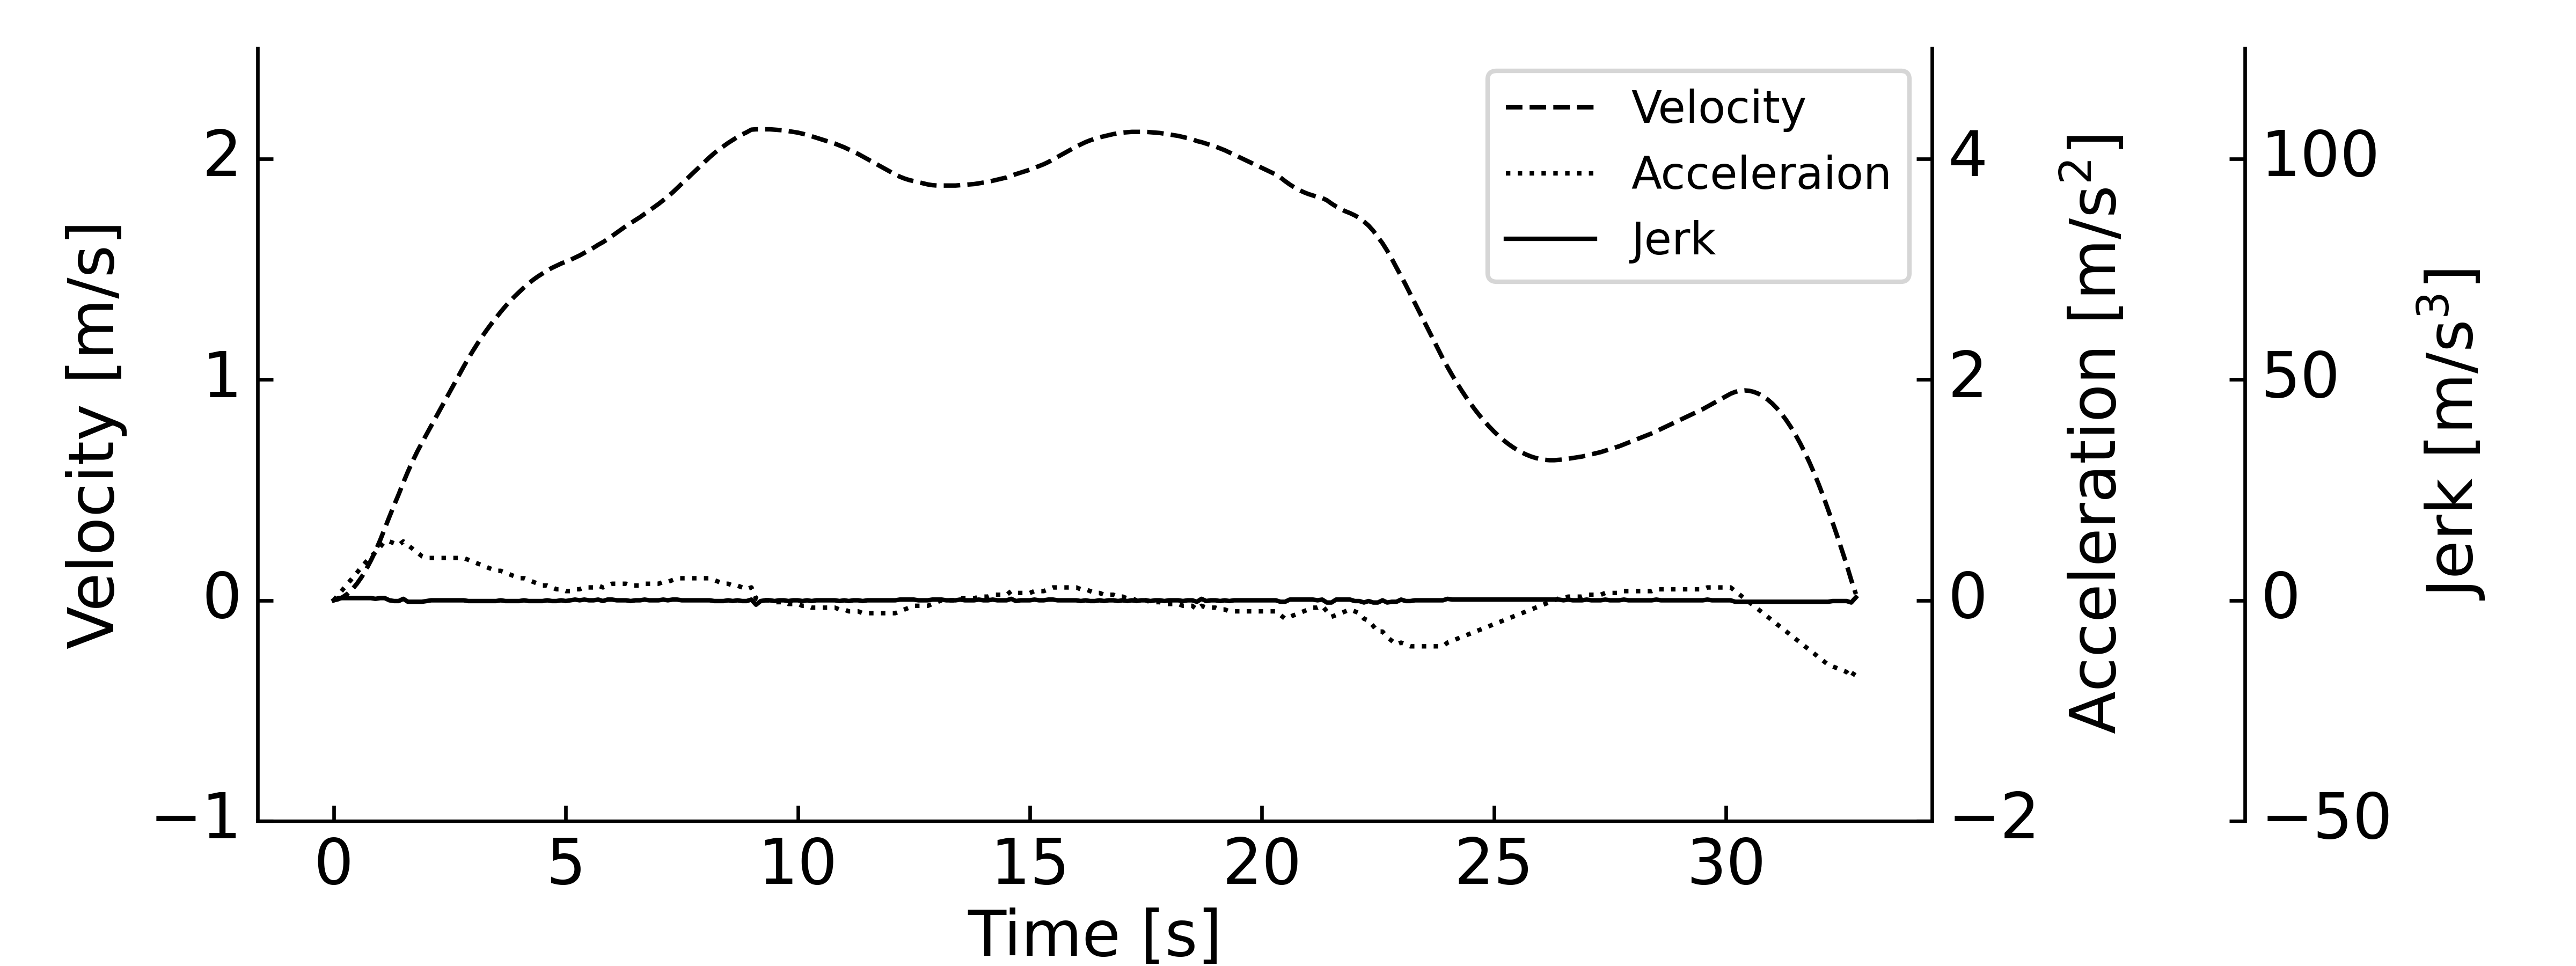 Velocity
Acceleraion
Jerk
2
1
0
−1
Velocity [m/s]
4
2
0
−2
Acceleration [m/s²]
100
50
0
−50
Jerk [m/s³]
0 5 10 15 20 25 30
Time [s]